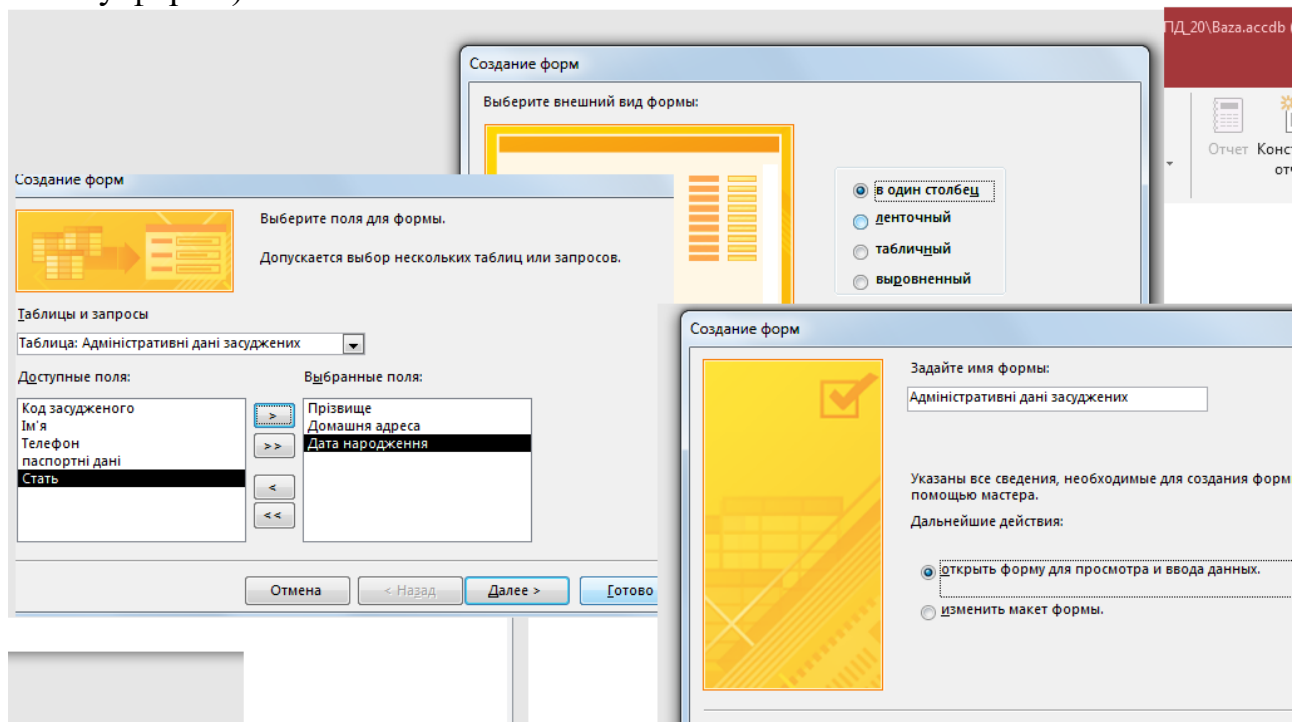 ПД_20\Baza.accdb
Отчет
Создание форм
Выберите внешний вид формы:
в один столбец
ленточный
табличный
выровненный
Создание форм
Выберите поля для формы.
Допускается выбор нескольких таблиц или запросов.
Таблицы и запросы
Таблица: Адміністративні дані засуджених
Доступные поля:
Выбранные поля:
Код засудженого
Ім'я
Телефон
паспортні дані
Стать
>
>>
<
<<
Прізвище
Домашня адреса
Дата народження
Отмена
< Назад
Далее >
Готово
Создание форм
Задайте имя формы:
Адміністративні дані засуджених
Указаны все сведения, необходимые для создания форм
помощью мастера.
Дальнейшие действия:
открыть форму для просмотра и ввода данных.
изменить макет формы.